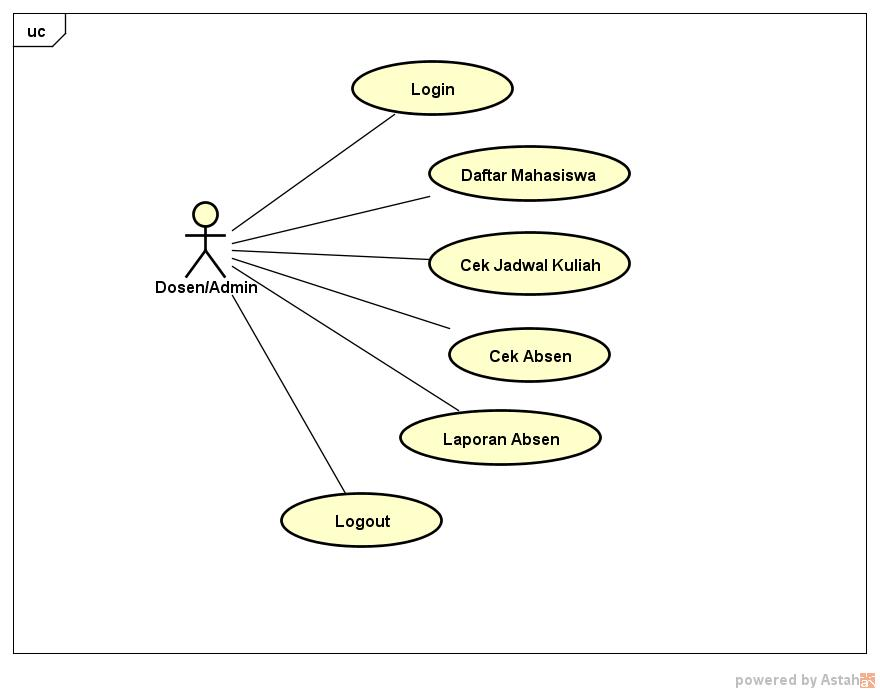 uc
Login
Daftar Mahasiswa
Cek Jadwal Kuliah
Dosen/Admin
Cek Absen
Laporan Absen
Logout
powered by Astah